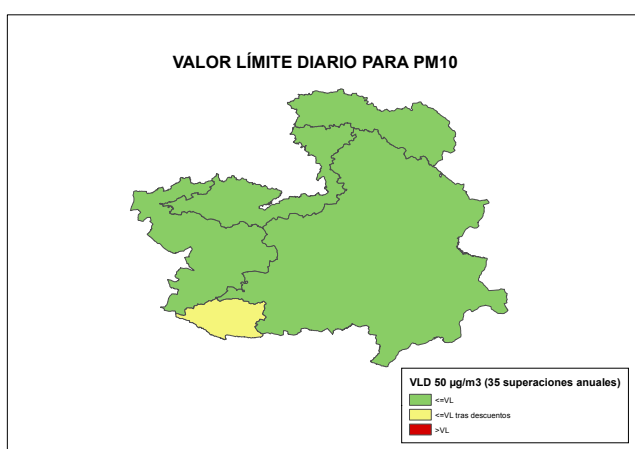 VALOR LÍMITE DIARIO PARA PM10
VLD 50 µg/m3 (35 superaciones anuales)
<=VL
<=VL tras descuentos
>VL